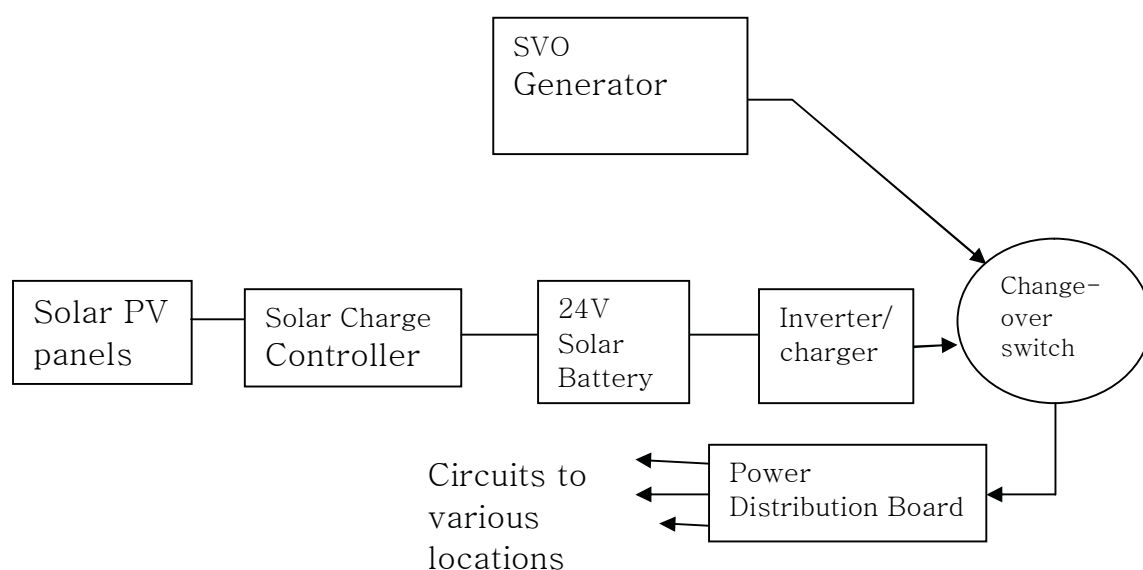 SVO
Generator
Solar PV
panels
Solar Charge
Controller
24V
Solar
Battery
Inverter/
charger
Change-
over
switch
Circuits to
various
locations
Power
Distribution Board